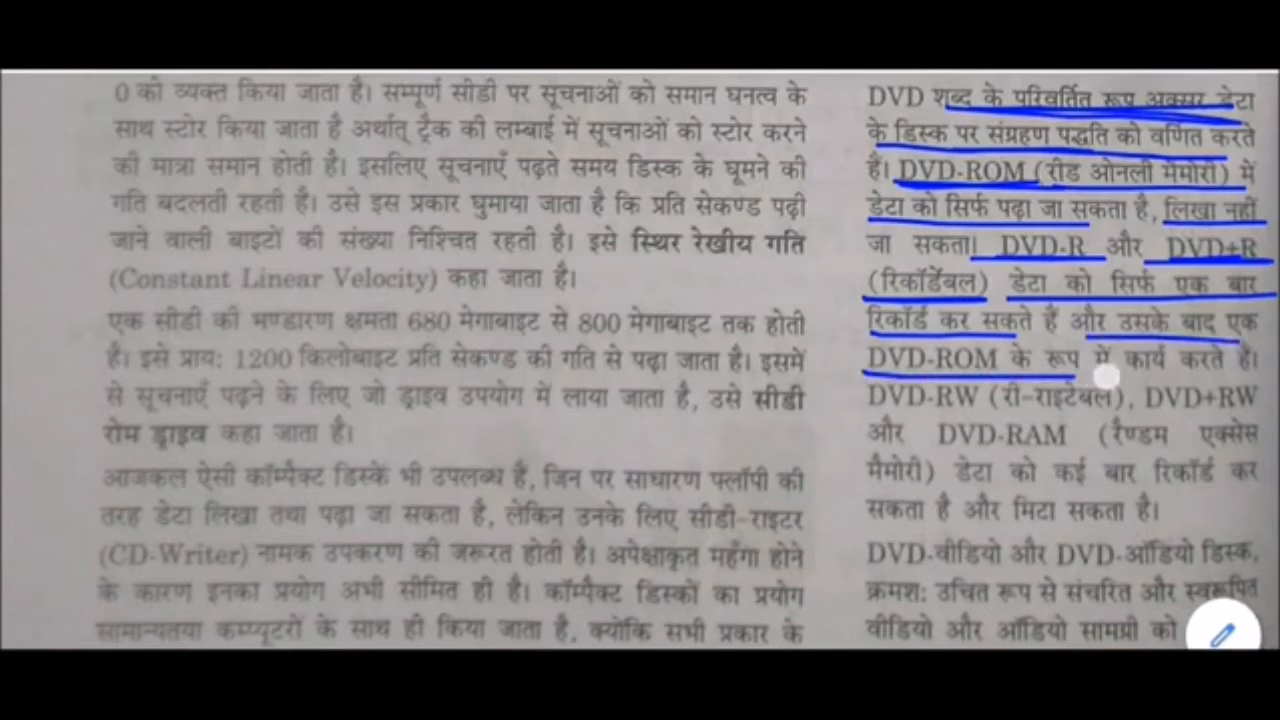 0 को व्यक्त किया जाता है। सम्पूर्ण सीडी पर सूचनाओं को समान घनत्व के
साथ स्टोर किया जाता है अर्थात् ट्रैक की लम्बाई में सूचनाओं को स्टोर करने
की मात्रा समान होती है। इसलिए सूचनाएँ पढ़ते समय डिस्क के घूमने की
गति बदलती रहती है। उसे इस प्रकार घुमाया जाता है कि प्रति सेकण्ड पढ़ी
जाने वाली बाइटों की संख्या निश्चित रहती है। इसे स्थिर रेखीय गति
(Constant Linear Velocity) कहा जाता है।
एक सीडी की भण्डारण क्षमता 680 मेगाबाइट से 800 मेगाबाइट तक होती
है। इसे प्राय: 1200 किलोबाइट प्रति सेकण्ड की गति से पढ़ा जाता है। इसमें
से सूचनाएँ पढ़ने के लिए जो ड्राइव उपयोग में लाया जाता है, उसे सीडी
रोम ड्राइव कहा जाता है।
आजकल ऐसी कॉम्पैक्ट डिस्कें भी उपलब्ध हैं, जिन पर साधारण फ्लॉपी की
तरह डेटा लिखा तथा पढ़ा जा सकता है, लेकिन उनके लिए सीडी-राइटर
(CD-Writer) नामक उपकरण की जरूरत होती है। अपेक्षाकृत महँगा होने
के कारण इनका प्रयोग अभी सीमित ही है। कॉम्पैक्ट डिस्कों का प्रयोग
सामान्यतया कम्प्यूटरों के साथ ही किया जाता है, क्योंकि सभी प्रकार के
DVD शब्द के परिवर्तित रूप अक्सर डेटा
के डिस्क पर संग्रहण पद्धति को वर्णित करते
हैं। DVD-ROM (रीड ओनली मेमोरी) में
डेटा को सिर्फ पढ़ा जा सकता है, लिखा नहीं
जा सकता। DVD-R और DVD+R
(रिकॉर्डेबल) डेटा को सिर्फ एक बार
रिकॉर्ड कर सकते हैं और उसके बाद एक
DVD-ROM के रूप में कार्य करते हैं।
DVD-RW (री-राइटेबल), DVD+RW
और DVD-RAM (रैण्डम एक्सेस
मैमोरी) डेटा को कई बार रिकॉर्ड कर
सकता है और मिटा सकता है।
DVD-वीडियो और DVD-ऑडियो डिस्क,
क्रमश: उचित रूप से संचरित और स्वरूपित
वीडियो और ऑडियो सामग्री को